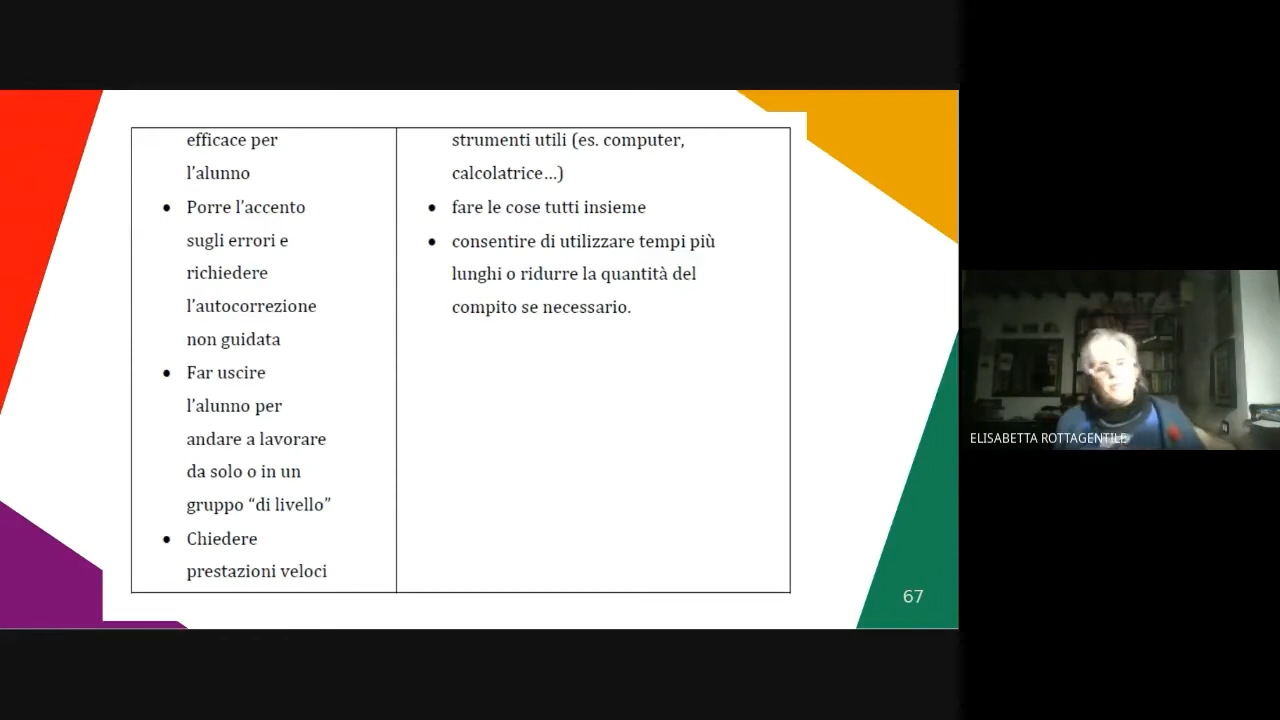 efficace per
l’alunno
● Porre l’accento
sugli errori e
richiedere
l’autocorrezione
non guidata
● Far uscire
l’alunno per
andare a lavorare
da solo o in un
gruppo “di livello”
● Chiedere
prestazioni veloci
strumenti utili (es. computer,
calcolatrice...)
● fare le cose tutti insieme
● consentire di utilizzare tempi più
lunghi o ridurre la quantità del
compito se necessario.
67
ELISABETTA ROTTAGENTILE